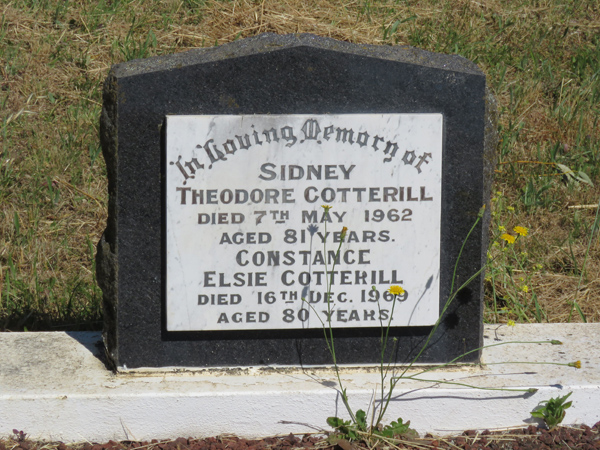 In Loving Memory of
SIDNEY
THEODORE COTTERILL
DIED 7TH MAY 1962
AGED 81 YEARS.
CONSTANCE
ELSIE COTTERILL
DIED 16TH DEC. 1969
AGED 80 YEARS.